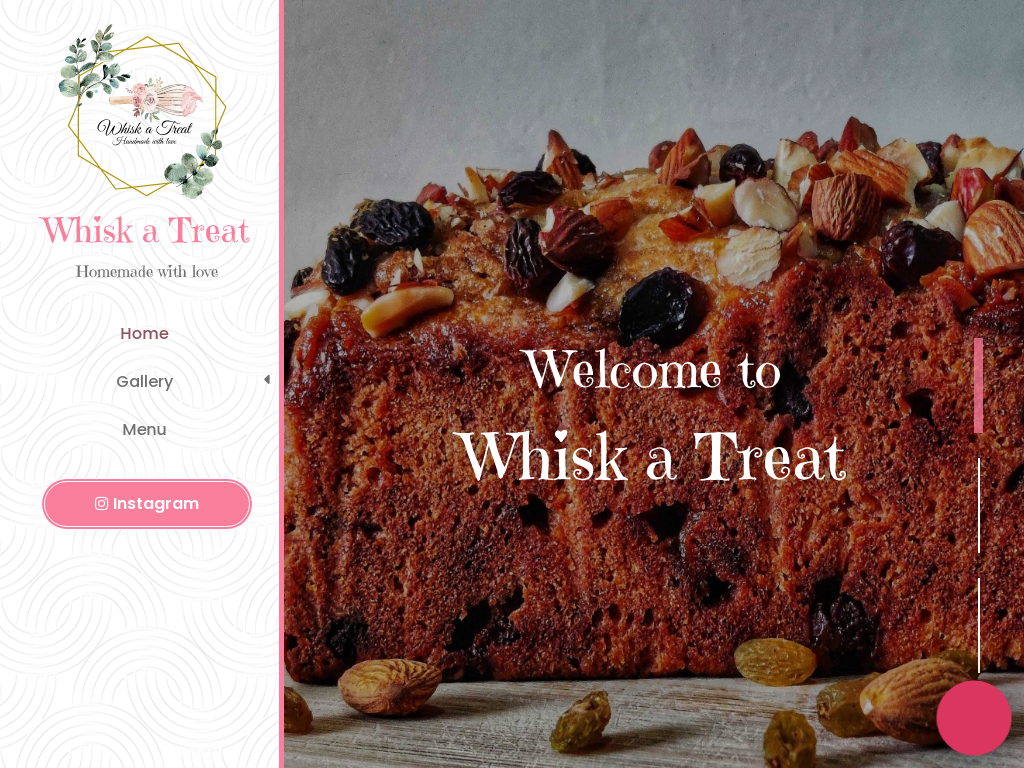 Whisk a Treat
Handmade with love
Whisk a Treat
Homemade with love
Home
Gallery
Menu
Instagram
Welcome to
Whisk a Treat